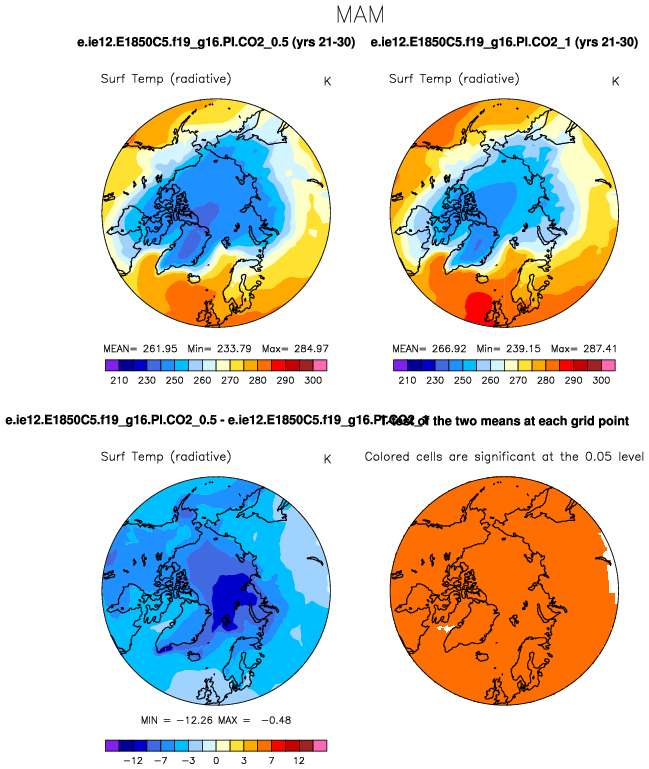 MAM
e.ie12.E1850C5.f19_g16.PI.CO2_0.5 (yrs 21-30)
e.ie12.E1850C5.f19_g16.PI.CO2_1 (yrs 21-30)
Surf Temp (radiative) K
Surf Temp (radiative) K
MEAN= 261.95 Min= 233.79 Max= 284.97
MEAN= 266.92 Min= 239.15 Max= 287.41
210 230 250 260 270 280 290 300
210 230 250 260 270 280 290 300
e.ie12.E1850C5.f19_g16.PI.CO2_0.5 - e.ie12.E1850C5.f19_g16.PI.CO2_1
T-Test of the two means at each grid point
Surf Temp (radiative) K
Colored cells are significant at the 0.05 level
MIN = -12.26 MAX = -0.48
-12 -7 -3 0 3 7 12